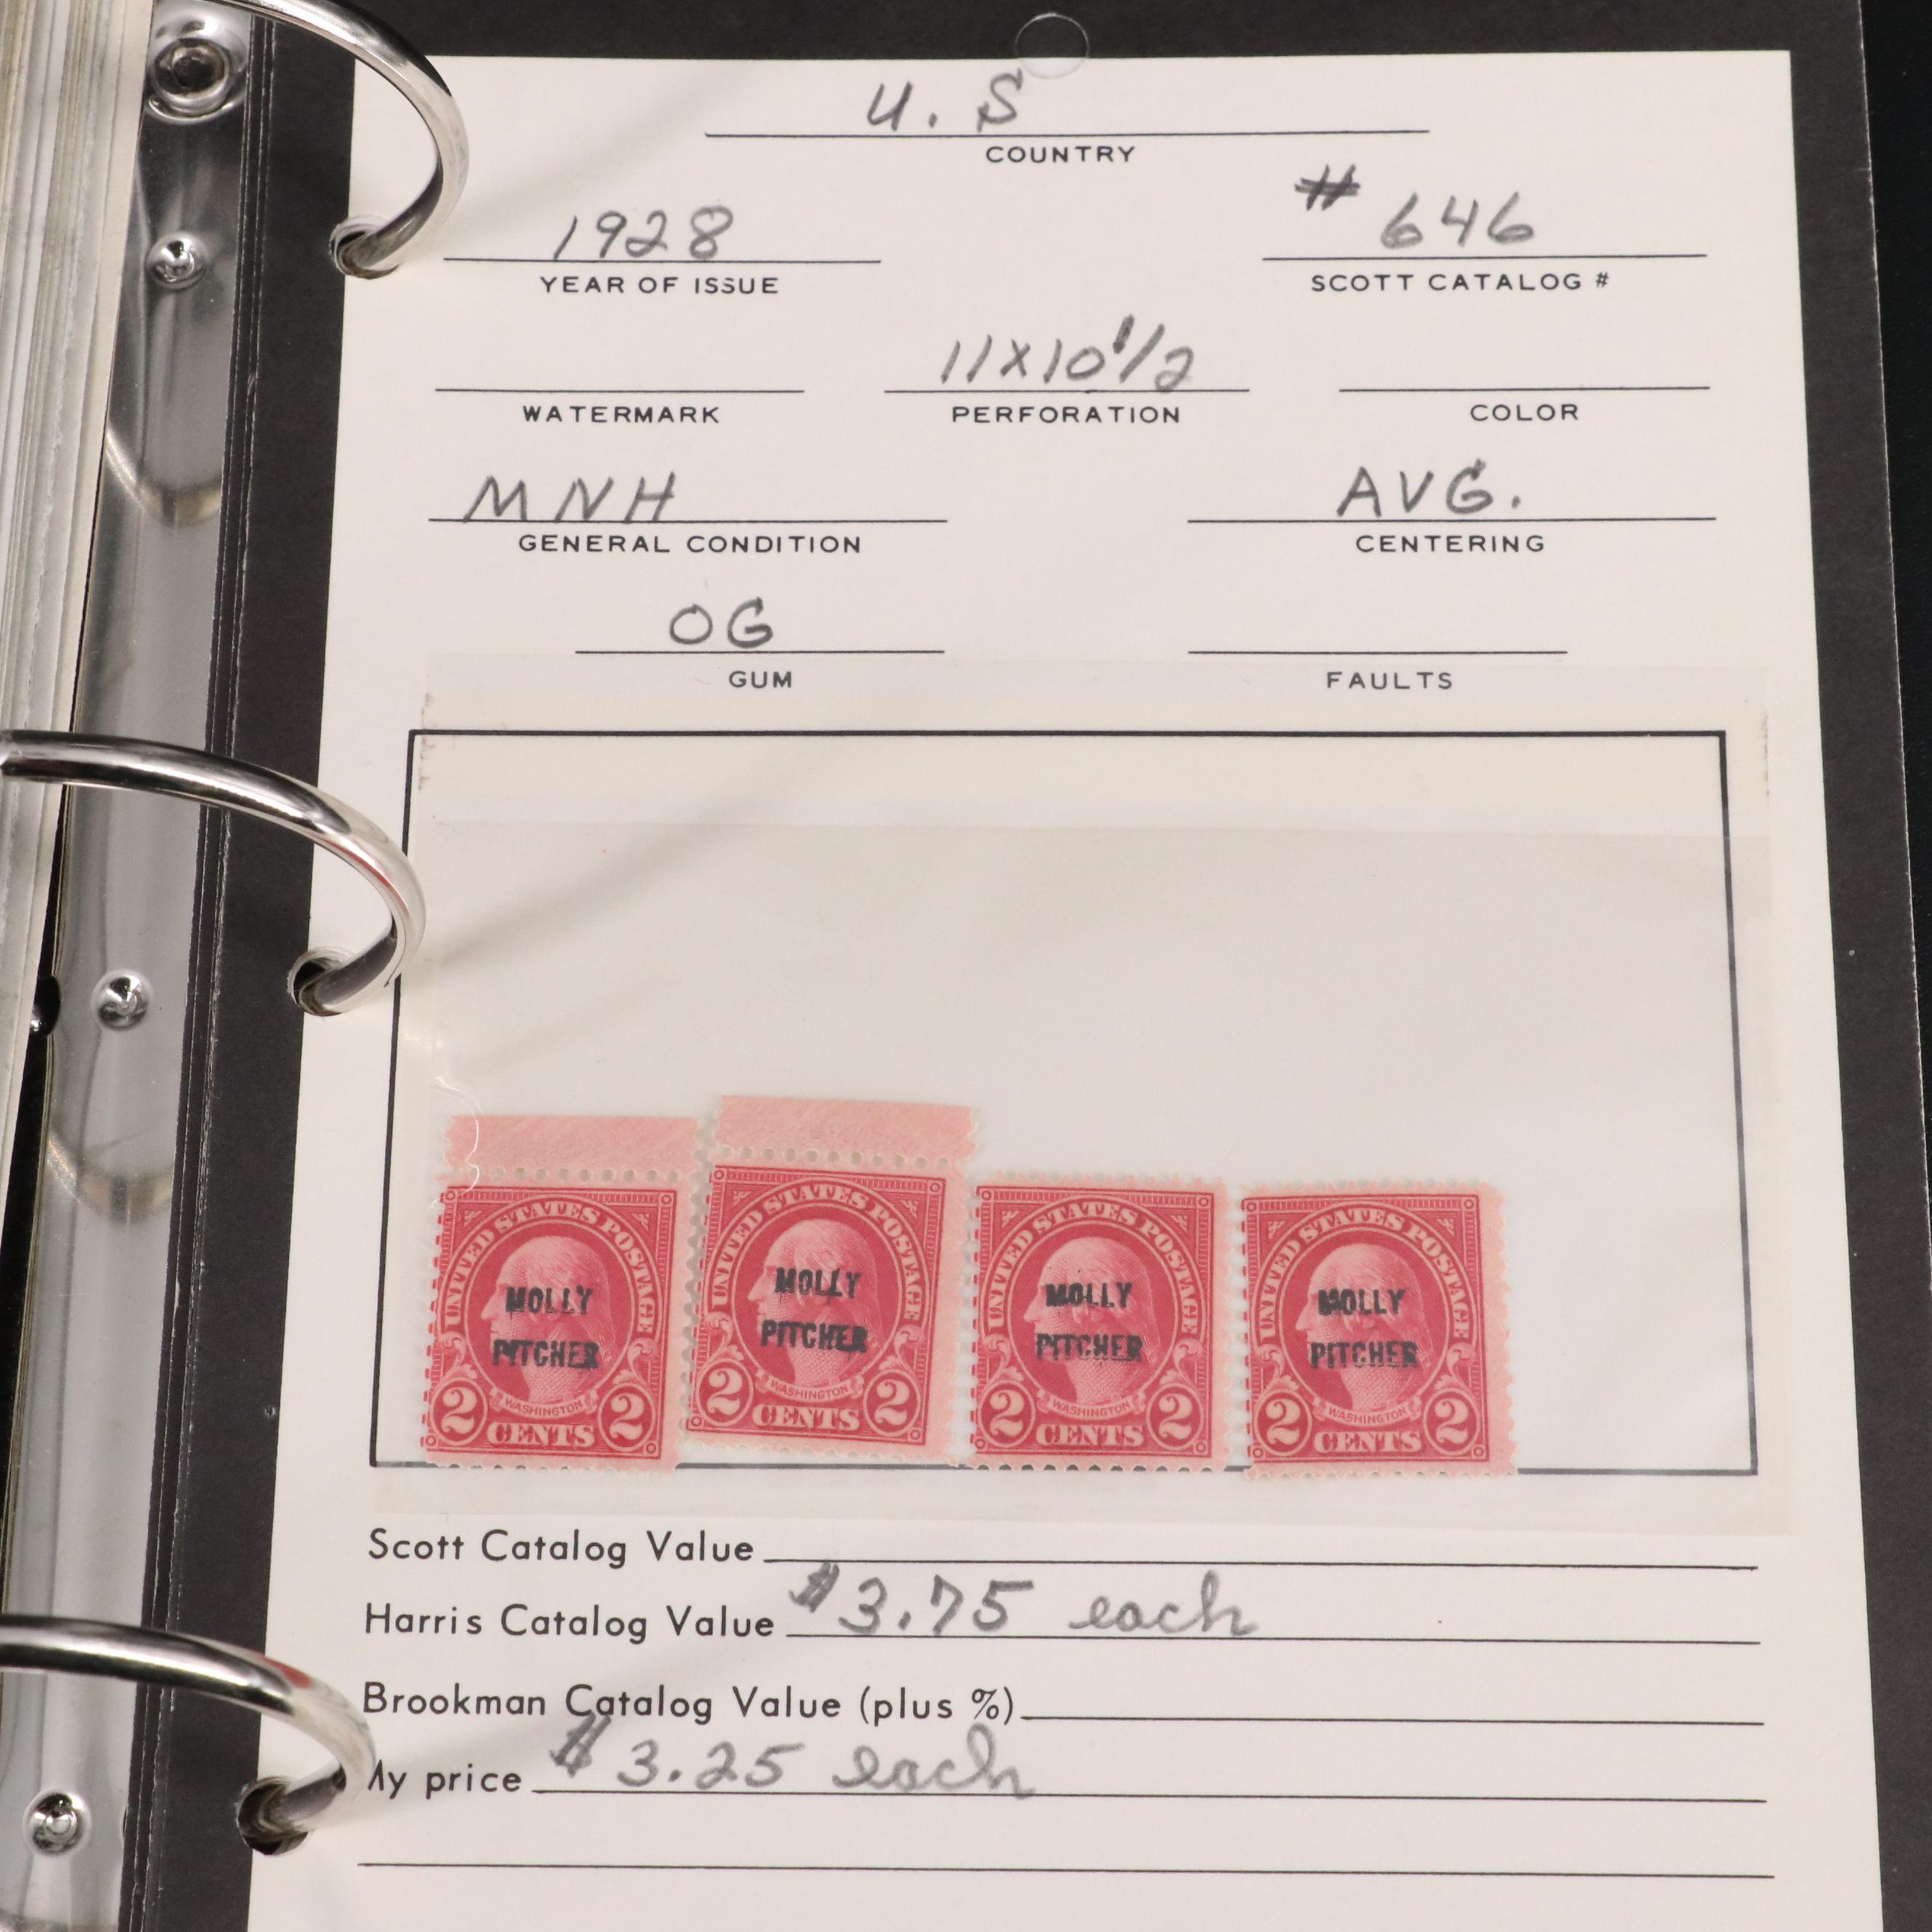 U. S
COUNTRY
1928
# 646
YEAR OF ISSUE
SCOTT CATALOG #
11X10 1/2
WATERMARK
PERFORATION
COLOR
MNH
AVG.
GENERAL CONDITION
CENTERING
OG
GUM
FAULTS
UNITED STATES POSTAGE
MOLLY
PITCHER
WASHINGTON
2 CENTS 2
UNITED STATES POSTAGE
MOLLY
PITCHER
WASHINGTON
2 CENTS 2
UNITED STATES POSTAGE
MOLLY
PITCHER
WASHINGTON
2 CENTS 2
UNITED STATES POSTAGE
MOLLY
PITCHER
WASHINGTON
2 CENTS 2
Scott Catalog Value
Harris Catalog Value $3.75 each
Brookman Catalog Value (plus %)
My price $3.25 each